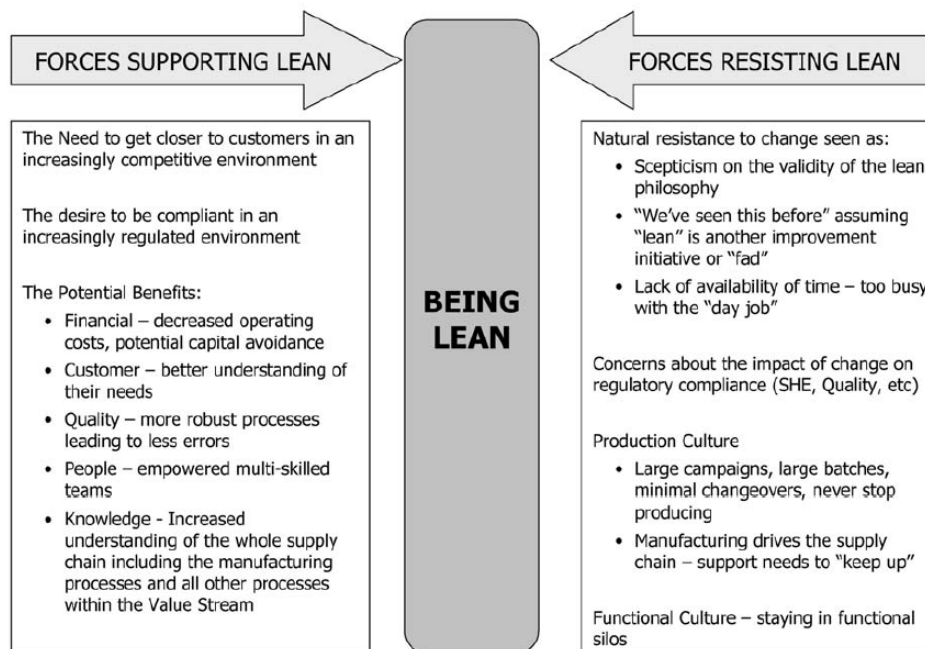 FORCES SUPPORTING LEAN
The Need to get closer to customers in an
increasingly competitive environment
The desire to be compliant in an
increasingly regulated environment
The Potential Benefits:
• Financial – decreased operating
costs, potential capital avoidance
• Customer – better understanding of
their needs
• Quality – more robust processes
leading to less errors
• People – empowered multi-skilled
teams
• Knowledge - Increased
understanding of the whole supply
chain including the manufacturing
processes and all other processes
within the Value Stream
BEING
LEAN
FORCES RESISTING LEAN
Natural resistance to change seen as:
• Scepticism on the validity of the lean
philosophy
• “We’ve seen this before” assuming
“lean” is another improvement
initiative or “fad”
• Lack of availability of time – too busy
with the “day job”
Concerns about the impact of change on
regulatory compliance (SHE, Quality, etc)
Production Culture
• Large campaigns, large batches,
minimal changeovers, never stop
producing
• Manufacturing drives the supply
chain – support needs to “keep up”
Functional Culture – staying in functional
silos